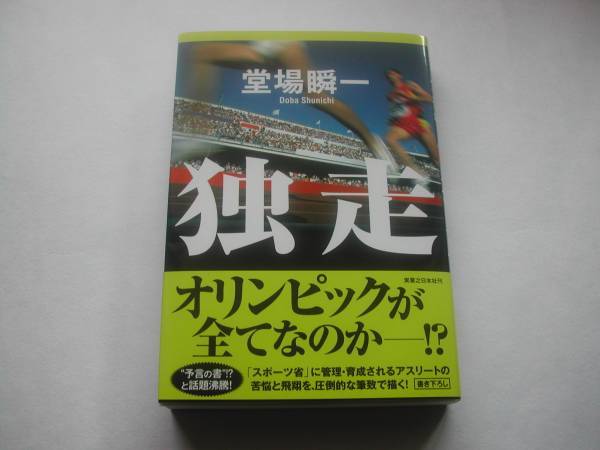 堂場瞬一
Doba Shunichi
独走
実業之日本社刊
オリンピックが
全てなのか──!?
"予言の書"!?
と話題沸騰!
「スポーツ省」に管理・育成されるアスリートの
苦悩と飛翔を、圧倒的な筆致で描く!
書き下ろし